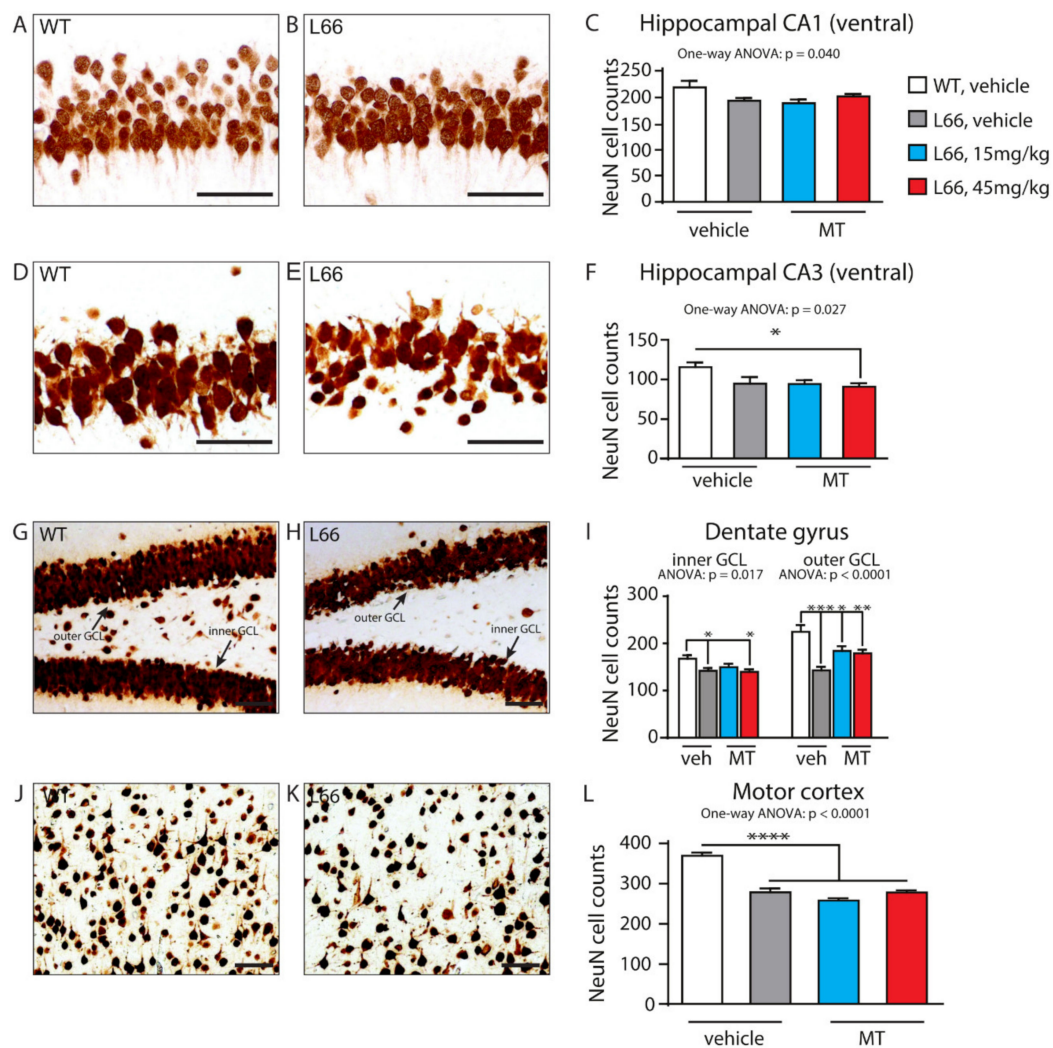 A WT
B L66
C Hippocampal CA1 (ventral)
One-way ANOVA: p = 0.040
NeuN cell counts
250
200
150
100
50
0
vehicle MT
WT, vehicle
L66, vehicle
L66, 15mg/kg
L66, 45mg/kg
D WT
E L66
F Hippocampal CA3 (ventral)
One-way ANOVA: p = 0.027
*
NeuN cell counts
150
100
50
0
vehicle MT
G WT
outer GCL
inner GCL
H L66
outer GCL
inner GCL
I Dentate gyrus
inner GCL outer GCL
ANOVA: p = 0.017 ANOVA: p < 0.0001
NeuN cell counts
300
200
100
0
* * **** **
veh MT veh MT
J WT
K L66
L Motor cortex
One-way ANOVA: p < 0.0001
****
NeuN cell counts
400
300
200
100
0
vehicle MT